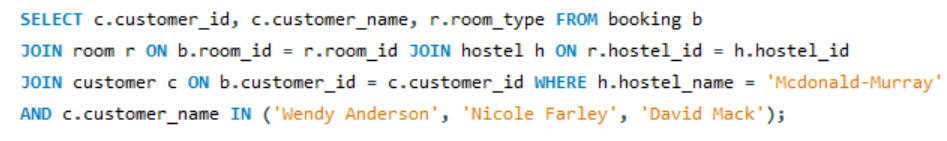 SELECT c.customer_id, c.customer_name, r.room_type FROM booking b
JOIN room r ON b.room_id = r.room_id JOIN hostel h ON r.hostel_id = h.hostel_id
JOIN customer c ON b.customer_id = c.customer_id WHERE h.hostel_name = 'Mcdonald-Murray'
AND c.customer_name IN ('Wendy Anderson', 'Nicole Farley', 'David Mack');